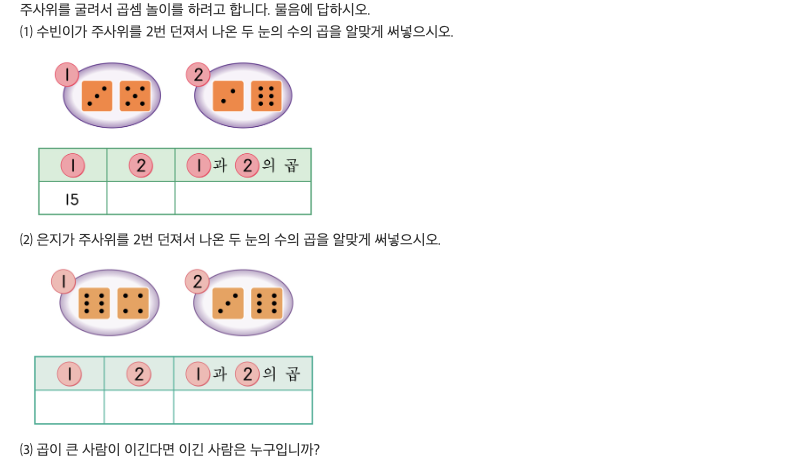 주사위를 굴려서 곱셈 놀이를 하려고 합니다. 물음에 답하시오.
(1) 수빈이가 주사위를 2번 던져서 나온 두 눈의 수의 곱을 알맞게 써넣으시오.
1 2
1 2 1과 2의 곱
15
(2) 은지가 주사위를 2번 던져서 나온 두 눈의 수의 곱을 알맞게 써넣으시오.
1 2
1 2 1과 2의 곱
(3) 곱이 큰 사람이 이긴다면 이긴 사람은 누구입니까?